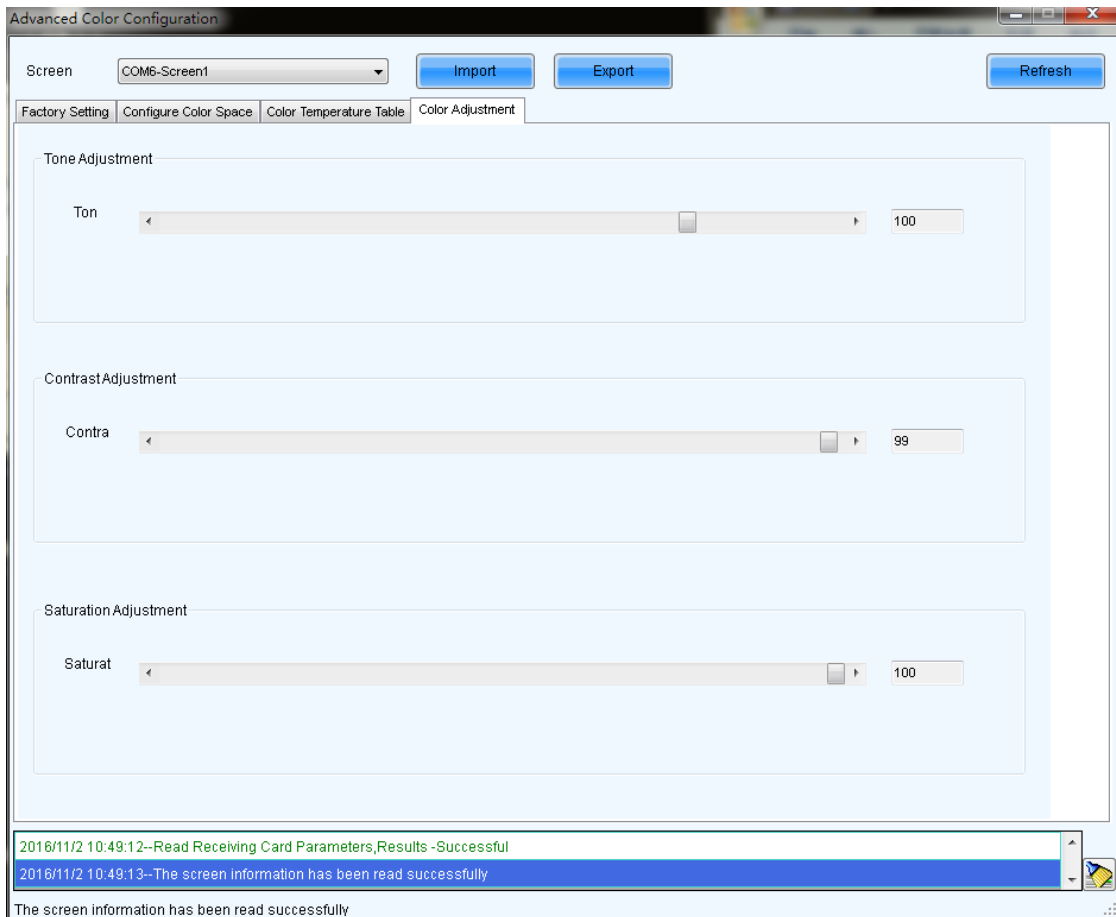 Advanced Color Configuration
Screen COM6-Screen1 Import Export Refresh
Factory Setting Configure Color Space Color Temperature Table Color Adjustment
Tone Adjustment
Ton 100
Contrast Adjustment
Contra 99
Saturation Adjustment
Saturat 100
2016/11/2 10:49:12--Read Receiving Card Parameters,Results -Successful
2016/11/2 10:49:13--The screen information has been read successfully
The screen information has been read successfully